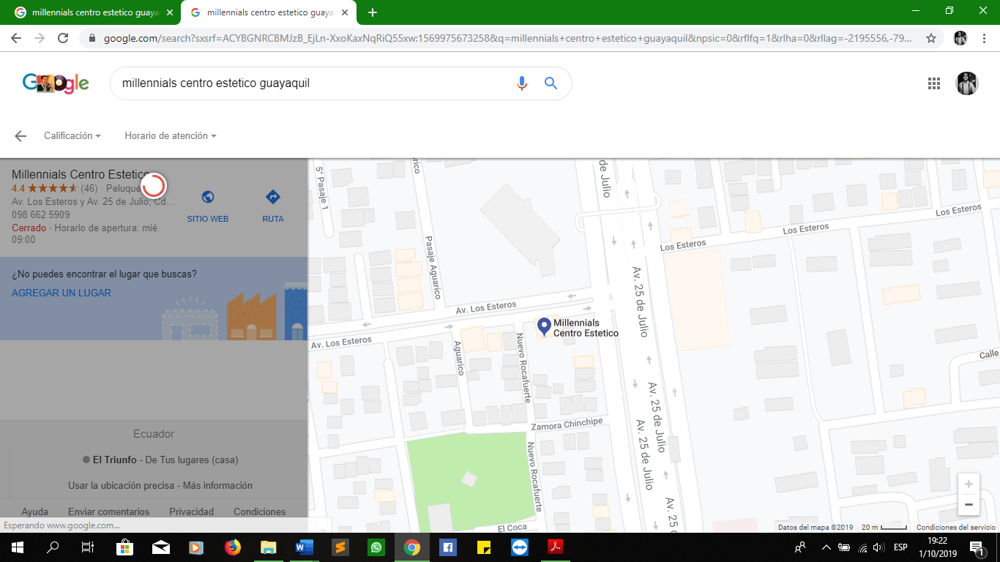 millennials centro estetico guaya
millennials centro estetico guaya
google.com/search?sxsrf=ACYBGNRCBMJzB_EjLn-XxoKaxNqRiQ55xw:1569975673258&q=millennials+centro+estetico+guayaquil&npsic=0&rflfq=1&rlha=0&rllag=-2195556,-79...
Google
millennials centro estetico guayaquil
Calificación
Horario de atención
Millennials Centro Estetico
4.4 (46) · Peluque
Av. Los Esteros y Av. 25 de Julio, Cd...
098 662 5909
Cerrado · Horario de apertura: mié.
09:00
SITIO WEB
RUTA
¿No puedes encontrar el lugar que buscas?
AGREGAR UN LUGAR
Ecuador
El Triunfo - De Tus lugares (casa)
Usar la ubicación precisa - Más información
Ayuda Enviar comentarios Privacidad Condiciones
Esperando www.google.com...
5° Pasaje 1
rico
de Julio
Los Esteros
Los Esteros
Los Esteros
Pasaje Aguarico
Av. 25 de Julio
Av. Los Esteros
Millennials
Centro Estetico
Av. Los Esteros
Aguarico
Nuevo Rocafuerte
Calle
Av. 25 de Julio
Zamora Chinchipe
Av. 25 de Julio
Nuevo Rocafuerte
Av. 25 de
El Coca
Datos del mapa ©2019 20 m Condiciones del servicio
ESP
19:22
1/10/2019
1